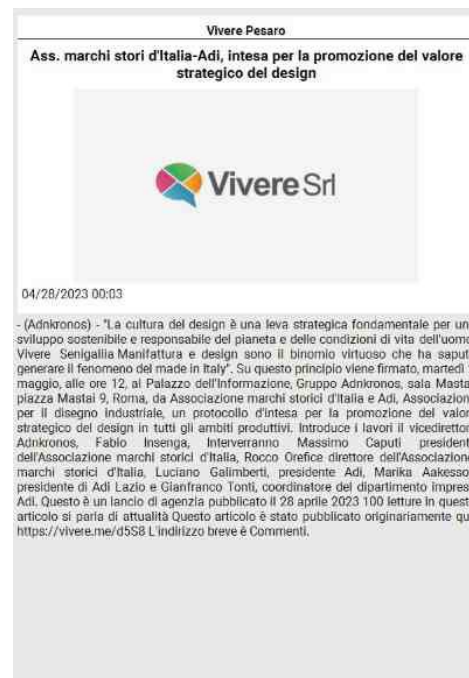 Vivere Pesaro
Ass. marchi stori d'Italia-Adi, intesa per la promozione del valore
strategico del design
Vivere Srl
04/28/2023 00:03
- (Adnkronos) - "La cultura del design è una leva strategica fondamentale per un
sviluppo sostenibile e responsabile del pianeta e delle condizioni di vita dell'uomo
Vivere Senigallia Manifattura e design sono il binomio virtuoso che ha saput
generare il fenomeno del made in Italy". Su questo principio viene firmato, martedì
maggio, alle ore 12, al Palazzo dell'Informazione, Gruppo Adnkronos, sala Masta
piazza Mastai 9, Roma, da Associazione marchi storici d'Italia e Adi, Association
per il disegno industriale, un protocollo d'intesa per la promozione del valor
strategico del design in tutti gli ambiti produttivi. Introduce i lavori il vicedirettor
Adnkronos, Fabio Insenga, Interverranno Massimo Caputi president
dell'Associazione marchi storici d'Italia, Rocco Orefice direttore dell'Association
marchi storici d'Italia, Luciano Galimberti, presidente Adi, Marika Aakesso
presidente di Adi Lazio e Gianfranco Tonti, coordinatore del dipartimento impres
Adi. Questo è un lancio di agenzia pubblicato il 28 aprile 2023 100 letture In quest
articolo si parla di attualità Questo articolo è stato pubblicato originariamente qu
https://vivere.me/d5S8 L'indirizzo breve è Commenti.